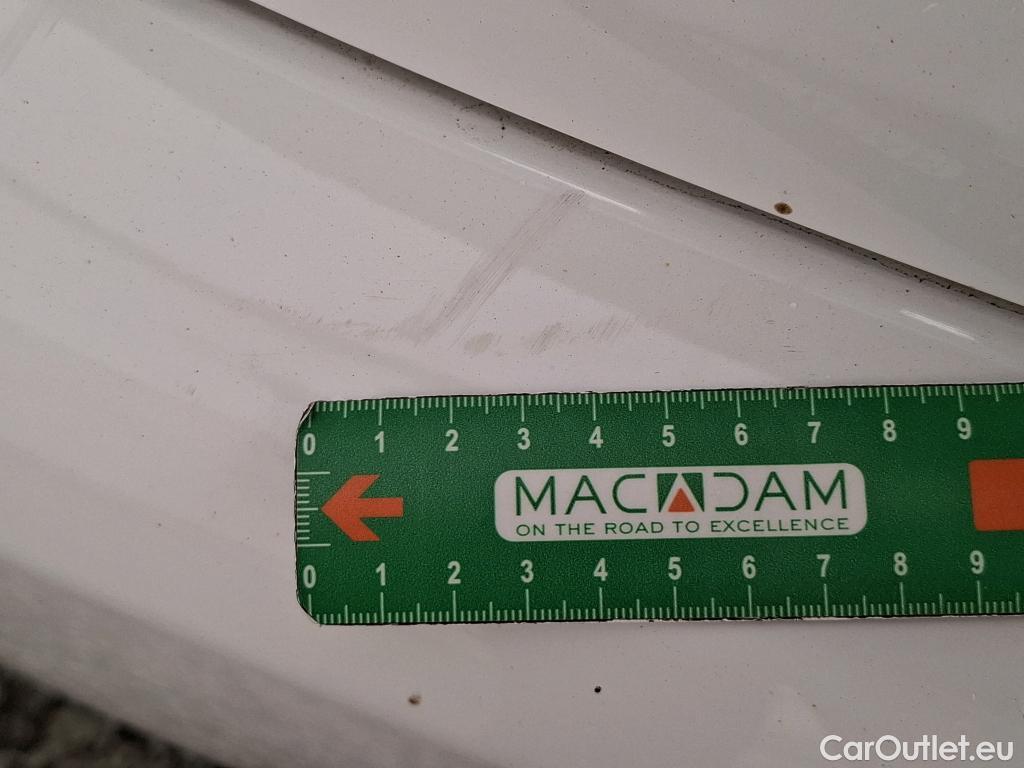 0 1 2 3 4 5 6 7 8 9
MACADAM
ON THE ROAD TO EXCELLENCE
0 1 2 3 4 5 6 7 8 9
CarOutlet.eu